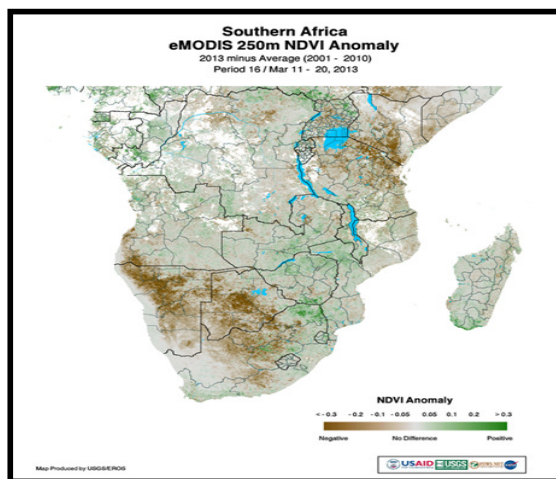 Southern Africa
eMODIS 250m NDVI Anomaly
2013 minus Average (2001 - 2010)
Period 16 / Mar 11 - 20, 2013
NDVI Anomaly
< - 0.3 - 0.2 - 0.1 - 0.05 0.05 0.1 0.2 > 0.3
Negative No Difference Positive
Map Produced by USGS/EROS
USAID USGS